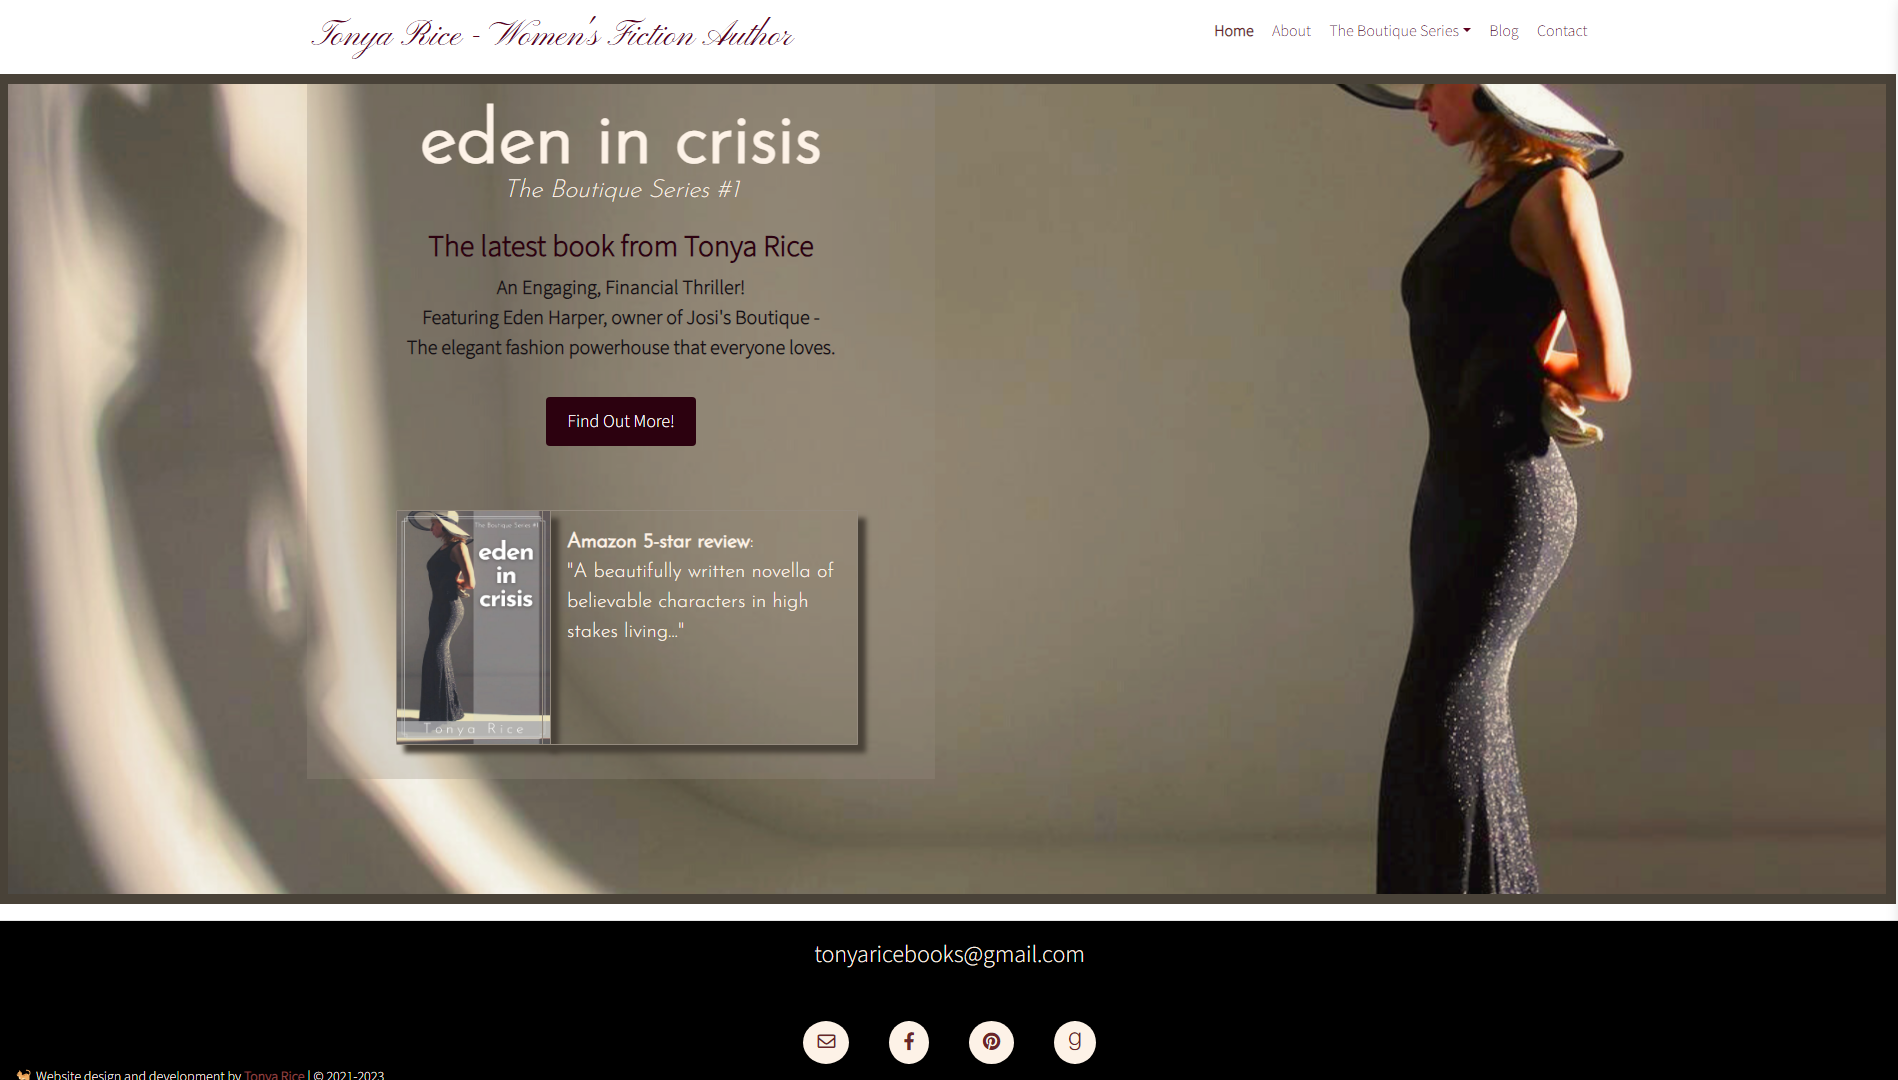 Tonya Rice - Women's Fiction Author
Home About The Boutique Series Blog Contact
eden in crisis
The Boutique Series #1
The latest book from Tonya Rice
An Engaging, Financial Thriller!
Featuring Eden Harper, owner of Josi's Boutique -
The elegant fashion powerhouse that everyone loves.
Find Out More!
The Boutique Series #1
eden
in
crisis
Tonya Rice
Amazon 5-star review:
"A beautifully written novella of
believable characters in high
stakes living..."
tonyaricebooks@gmail.com
Website design and development by Tonya Rice | © 2021-2023